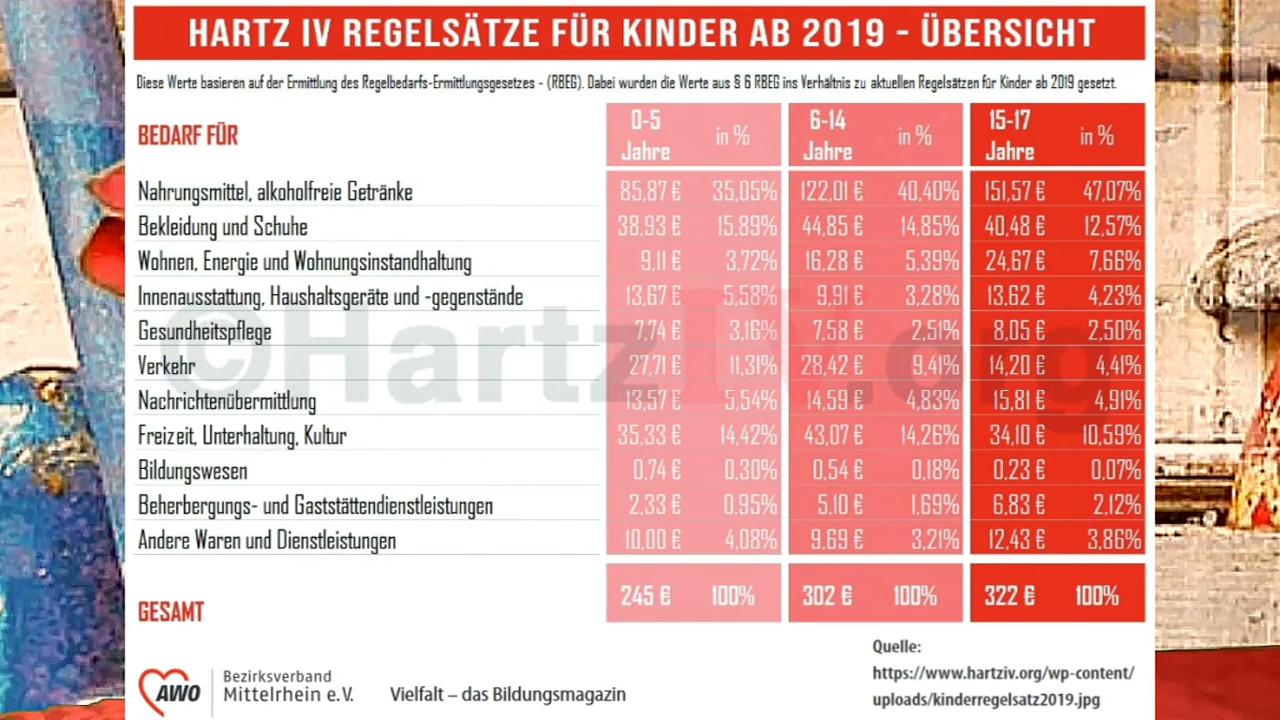 HARTZ IV REGELSÄTZE FÜR KINDER AB 2019 - ÜBERSICHT
Diese Werte basieren auf der Ermittlung des Regelbedarfs-Ermittlungsgesetzes - (RBEG). Dabei wurden die Werte aus § 6 RBEG ins Verhältnis zu aktuellen Regelsätzen für Kinder ab 2019 gesetzt.
BEDARF FÜR 0-5 Jahre in % 6-14 Jahre in % 15-17 Jahre in %
Nahrungsmittel, alkoholfreie Getränke 85,87 € 35,05% 122,01 € 40,40% 151,57 € 47,07%
Bekleidung und Schuhe 38,93 € 15,89% 44,85 € 14,85% 40,48 € 12,57%
Wohnen, Energie und Wohnungsinstandhaltung 9,11 € 3,72% 16,28 € 5,39% 24,67 € 7,66%
Innenausstattung, Haushaltsgeräte und -gegenstände 13,67 € 5,58% 9,91 € 3,28% 13,62 € 4,23%
Gesundheitspflege 7,74 € 3,16% 7,58 € 2,51% 8,05 € 2,50%
Verkehr 27,71 € 11,31% 28,42 € 9,41% 14,20 € 4,41%
©HartzIV.org
Nachrichtenübermittlung 13,57 € 5,54% 14,59 € 4,83% 15,81 € 4,91%
Freizeit, Unterhaltung, Kultur 35,33 € 14,42% 43,07 € 14,26% 34,10 € 10,59%
Bildungswesen 0,74 € 0,30% 0,54 € 0,18% 0,23 € 0,07%
Beherbergungs- und Gaststättendienstleistungen 2,33 € 0,95% 5,10 € 1,69% 6,83 € 2,12%
Andere Waren und Dienstleistungen 10,00 € 4,08% 9,69 € 3,21% 12,43 € 3,86%
GESAMT 245 € 100% 302 € 100% 322 € 100%
AWO Bezirksverband
Mittelrhein e.V.
Vielfalt – das Bildungsmagazin
Quelle:
https://www.hartziv.org/wp-content/
uploads/kinderregelsatz2019.jpg